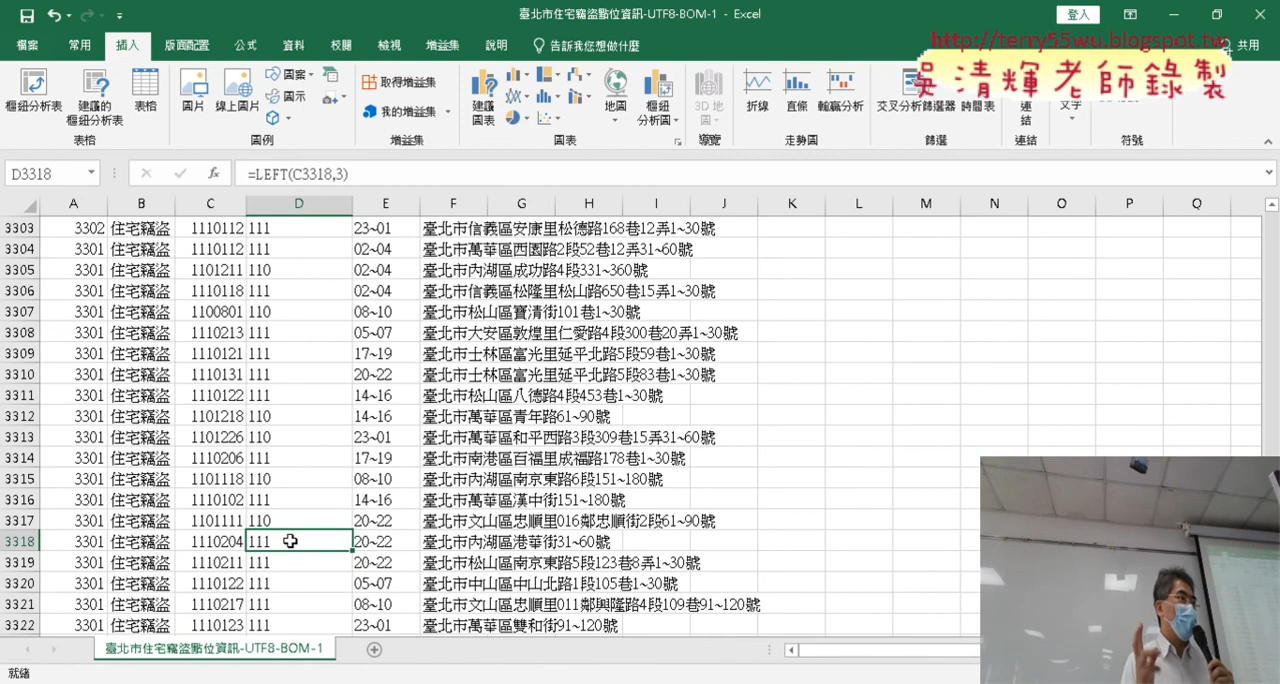 臺北市住宅竊盜點位資訊-UTF8-BOM-1 - Excel
登入
http://terry55wu.blogspot.tw
檔案 常用 插入 版面配置 公式 資料 校閱 檢視 增益集 說明 告訴我您想做什麼 共用
吳清輝老師錄製
樞紐分析表 建議的樞紐分析表 表格 圖片 線上圖片 圖案 圖示 取得增益集 我的增益集 建議圖表 地圖 樞紐分析圖 3D 地圖 折線 直條 輸贏分析 交叉分析篩選器 時間表 連結 文字
表格 圖例 增益集 圖表 導覽 走勢圖 篩選 連結 符號
D3318 fx =LEFT(C3318,3)
A B C D E F G H I J K L M N O P Q
3303 3302 住宅竊盜 1110112 111 23~01 臺北市信義區安康里松德路168巷12弄1~30號
3304 3301 住宅竊盜 1110112 111 02~04 臺北市萬華區西園路2段52巷12弄31~60號
3305 3301 住宅竊盜 1101211 110 02~04 臺北市內湖區成功路4段331~360號
3306 3301 住宅竊盜 1110118 111 02~04 臺北市信義區松隆里松山路650巷15弄1~30號
3307 3301 住宅竊盜 1100801 110 08~10 臺北市松山區寶清街101巷1~30號
3308 3301 住宅竊盜 1110213 111 05~07 臺北市大安區敦煌里仁愛路4段300巷20弄1~30號
3309 3301 住宅竊盜 1110121 111 17~19 臺北市士林區富光里延平北路5段59巷1~30號
3310 3301 住宅竊盜 1110131 111 20~22 臺北市士林區富光里延平北路5段83巷1~30號
3311 3301 住宅竊盜 1110122 111 14~16 臺北市松山區八德路4段453巷1~30號
3312 3301 住宅竊盜 1101218 110 14~16 臺北市萬華區青年路61~90號
3313 3301 住宅竊盜 1101226 110 23~01 臺北市萬華區和平西路3段309巷15弄31~60號
3314 3301 住宅竊盜 1110206 111 17~19 臺北市南港區百福里成福路178巷1~30號
3315 3301 住宅竊盜 1101118 110 08~10 臺北市內湖區南京東路6段151~180號
3316 3301 住宅竊盜 1110102 111 14~16 臺北市萬華區漢中街151~180號
3317 3301 住宅竊盜 1101111 110 20~22 臺北市文山區忠順里016鄰忠順街2段61~90號
3318 3301 住宅竊盜 1110204 111 20~22 臺北市內湖區港華街31~60號
3319 3301 住宅竊盜 1110211 111 20~22 臺北市松山區南京東路5段123巷8弄1~30號
3320 3301 住宅竊盜 1110122 111 05~07 臺北市中山區中山北路1段105巷1~30號
3321 3301 住宅竊盜 1110217 111 08~10 臺北市文山區忠順里011鄰興隆路4段109巷91~120號
3322 3301 住宅竊盜 1110123 111 23~01 臺北市萬華區雙和街91~120號
臺北市住宅竊盜點位資訊-UTF8-BOM-1
就緒